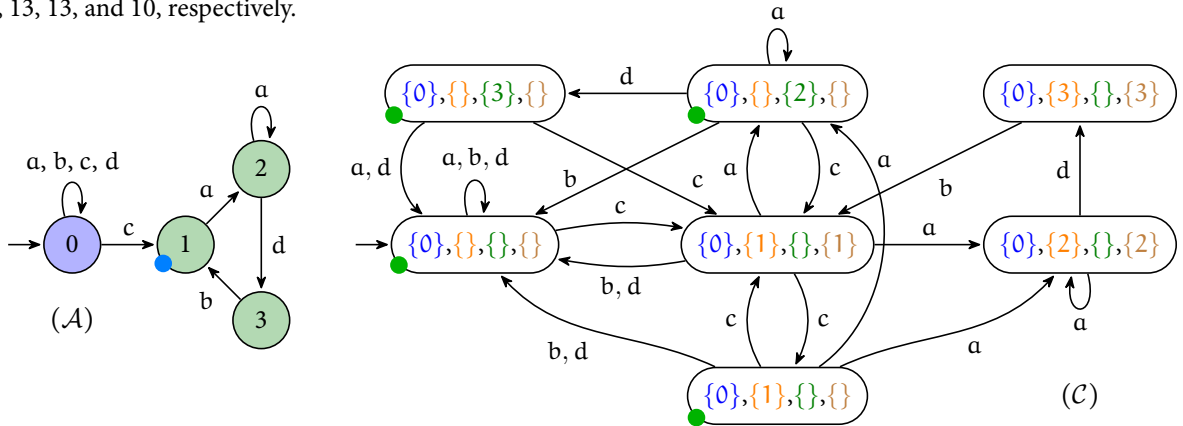 , 13, 13, and 10, respectively.
a
{0},{},{3},{}
d
{0},{},{2},{}
{0},{3},{},{3}
a
2
a, b, c, d
a
a, d
a, b, d
b
c
a
c
a
b
d
0
c
1
d
{0},{},{},{}
c
{0},{1},{},{1}
a
{0},{2},{},{2}
b
b, d
(𝒜)
3
c
c
a
b, d
a
{0},{1},{},{}
(𝒞)